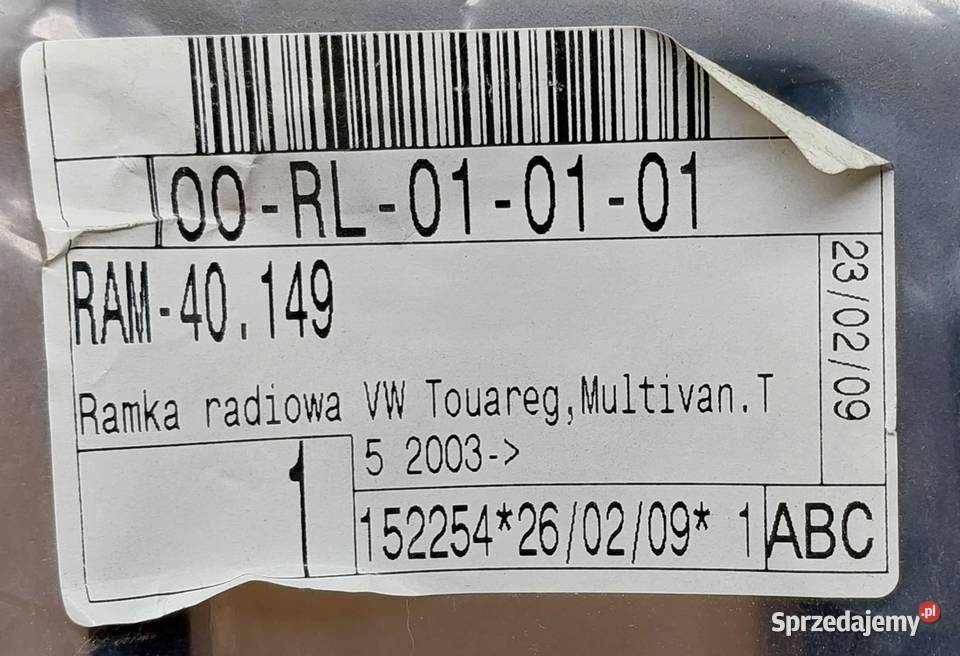 00-RL-01-01-01
RAM-40.149
23/02/09
Ramka radiowa VW Touareg,Multivan.T
5 2003->
1
152254*26/02/09* 1
ABC
Sprzedajemy.pl